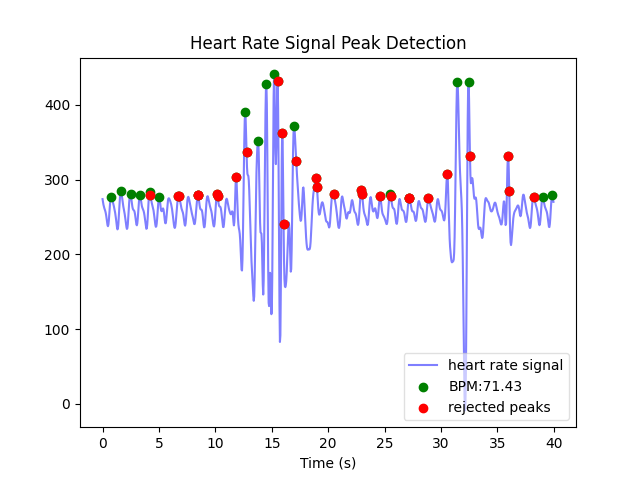 Heart Rate Signal Peak Detection
400
300
200
100
0
heart rate signal
BPM:71.43
rejected peaks
0 5 10 15 20 25 30 35 40
Time (s)